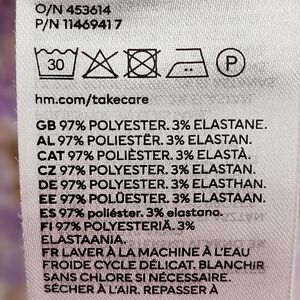 O/N 453614
P/N 1146941 7
30 P
hm.com/takecare
GB 97% POLYESTER. 3% ELASTANE.
AL 97% POLIESTËR. 3% ELASTAN.
CAT 97% POLIÈSTER. 3% ELASTÀ.
CZ 97% POLYESTER. 3% ELASTAN.
DE 97% POLYESTER. 3% ELASTHAN.
EE 97% POLÜESTER. 3% ELASTAAN.
ES 97% poliéster. 3% elastano.
FI 97% POLYESTERIÄ. 3%
ELASTAANIA.
FR LAVER À LA MACHINE À L'EAU
FROIDE CYCLE DÉLICAT. BLANCHIR
SANS CHLORE SI NÉCESSAIRE.
SÉCHER À L'AIR. REPASSER À